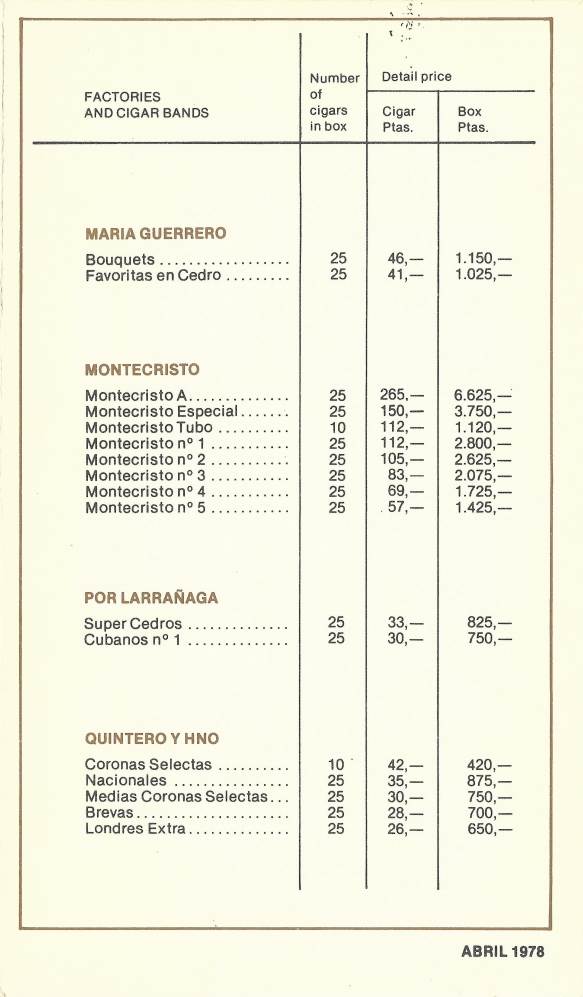 FACTORIES
AND CIGAR BANDS
Number
of
cigars
in box
Detail price
Cigar
Ptas.
Box
Ptas.
MARIA GUERRERO
Bouquets .................. 25 46,— 1.150,—
Favoritas en Cedro ......... 25 41,— 1.025,—
MONTECRISTO
Montecristo A.............. 25 265,— 6.625,—
Montecristo Especial....... 25 150,— 3.750,—
Montecristo Tubo .......... 10 112,— 1.120,—
Montecristo nº 1 ........... 25 112,— 2.800,—
Montecristo nº 2 ........... 25 105,— 2.625,—
Montecristo nº 3 ........... 25 83,— 2.075,—
Montecristo nº 4 ........... 25 69,— 1.725,—
Montecristo nº 5 ........... 25 57,— 1.425,—
POR LARRAÑAGA
Super Cedros .............. 25 33,— 825,—
Cubanos nº 1 .............. 25 30,— 750,—
QUINTERO Y HNO
Coronas Selectas .......... 10 42,— 420,—
Nacionales ................ 25 35,— 875,—
Medias Coronas Selectas... 25 30,— 750,—
Brevas..................... 25 28,— 700,—
Londres Extra.............. 25 26,— 650,—
ABRIL 1978